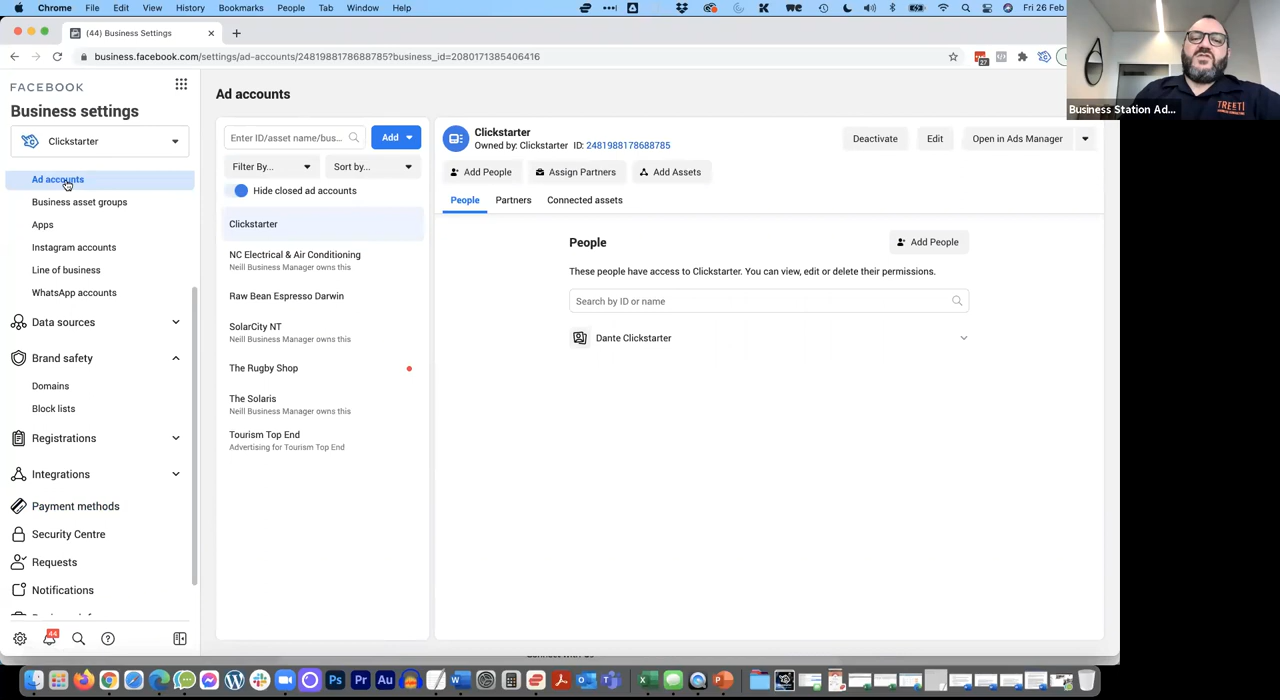 Chrome File Edit View History Bookmarks People Tab Window Help
Fri 26 Feb
(44) Business Settings
business.facebook.com/settings/ad-accounts/2481988178688785?business_id=2080171385406416
27
TREETI
Business Station Ad...
FACEBOOK
Business settings
Clickstarter
Ad accounts
Business asset groups
Apps
Instagram accounts
Line of business
WhatsApp accounts
Data sources
Brand safety
Domains
Block lists
Registrations
Integrations
Payment methods
Security Centre
Requests
Notifications
44
Ad accounts
Enter ID/asset name/bus...
Add
Filter By...
Sort by...
Hide closed ad accounts
Clickstarter
NC Electrical & Air Conditioning
Neill Business Manager owns this
Raw Bean Espresso Darwin
SolarCity NT
Neill Business Manager owns this
The Rugby Shop
The Solaris
Neill Business Manager owns this
Tourism Top End
Advertising for Tourism Top End
Clickstarter
Owned by: Clickstarter ID: 2481988178688785
Deactivate
Edit
Open in Ads Manager
Add People
Assign Partners
Add Assets
People
Partners
Connected assets
People
Add People
These people have access to Clickstarter. You can view, edit or delete their permissions.
Search by ID or name
Dante Clickstarter
Ps
Pr
Au